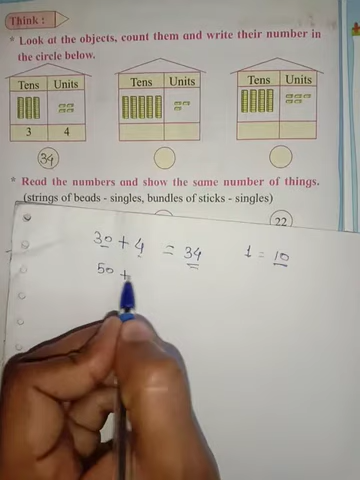 Think :
* Look at the objects, count them and write their number in
the circle below.
Tens Units Tens Units Tens Units
3 4
34
* Read the numbers and show the same number of things.
(strings of beads - singles, bundles of sticks - singles)
22
30 + 4 = 34 1 = 10
50 +